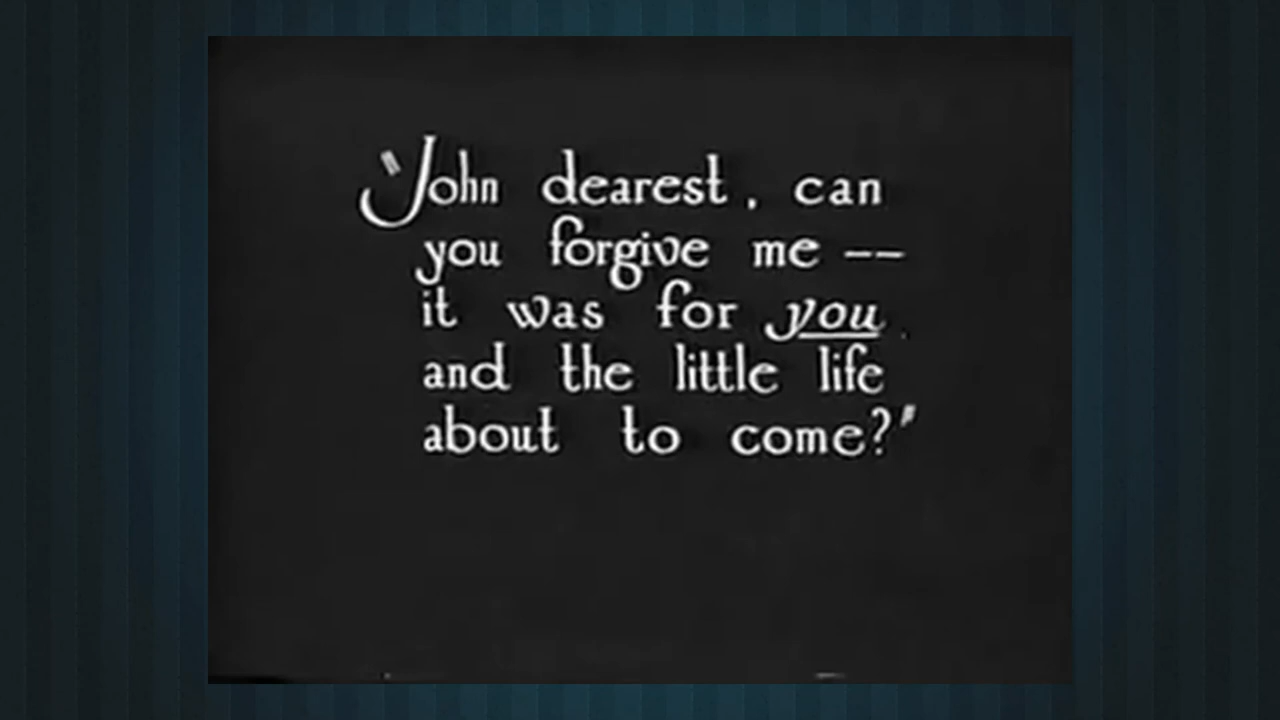 "John dearest, can
you forgive me --
it was for you
and the little life
about to come?"